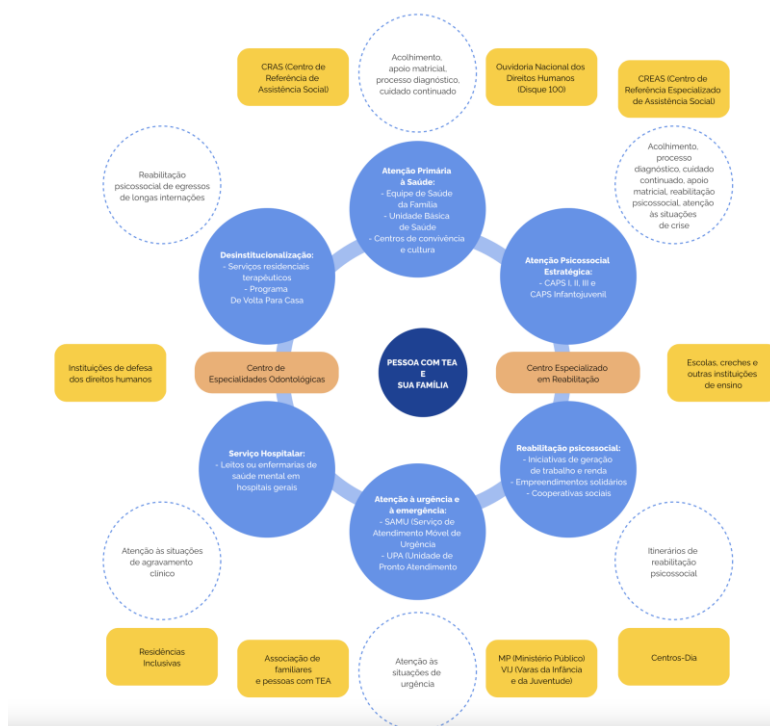 CRAS (Centro de
Referência de
Assistência Social)
Acolhimento,
apoio matricial,
processo diagnóstico,
cuidado continuado
Ouvidoria Nacional dos
Direitos Humanos
(Disque 100)
CREAS (Centro de
Referência Especializado
de Assistência Social)
Reabilitação
psicossocial de egressos
de longas internações
Atenção Primária
à Saúde:
- Equipe de Saúde
da Família
- Unidade Básica
de Saúde
- Centros de convivência
e cultura
Acolhimento,
processo
diagnóstico, cuidado
continuado, apoio
matricial, reabilitação
psicossocial, atenção
às situações
de crise
Desinstitucionalização:
- Serviços residenciais
terapêuticos
- Programa
De Volta Para Casa
Atenção Psicossocial
Estratégica:
- CAPS I, II, III e
CAPS Infantojuvenil
Instituições de defesa
dos direitos humanos
Centro de
Especialidades Odontológicas
PESSOA COM TEA
E
SUA FAMÍLIA
Centro Especializado
em Reabilitação
Escolas, creches e
outras instituições
de ensino
Serviço Hospitalar:
- Leitos ou enfermarias de
saúde mental em
hospitais gerais
Atenção à urgência e
à emergência:
- SAMU (Serviço de
Atendimento Móvel de
Urgência
- UPA (Unidade de
Pronto Atendimento
Reabilitação psicossocial:
- Iniciativas de geração
de trabalho e renda
- Empreendimentos solidários
- Cooperativas sociais
Atenção às situações
de agravamento
clínico
Itinerários de
reabilitação
psicossocial
Residências
Inclusivas
Associação de
familiares
e pessoas com TEA
Atenção às
situações de
urgência
MP (Ministério Público)
VIJ (Varas da Infância
e da Juventude)
Centros-Dia